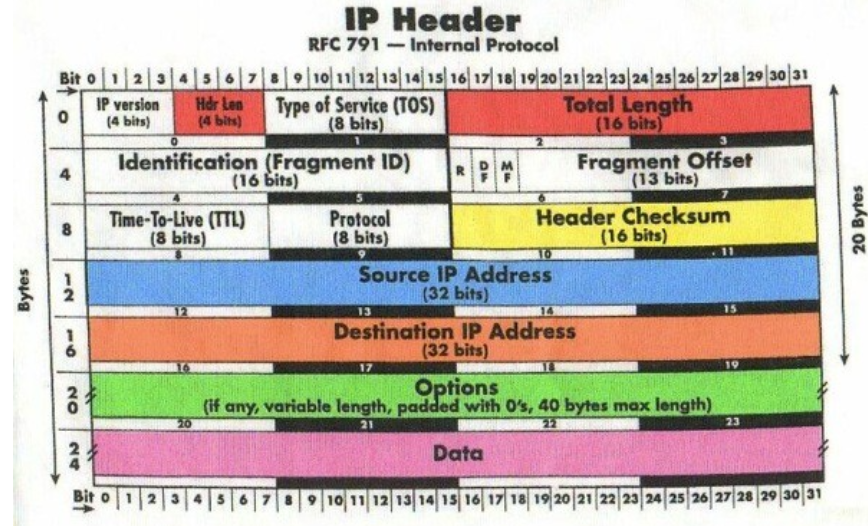 IP Header
RFC 791 — Internal Protocol
Bit 0 1 2 3 4 5 6 7 8 9 10 11 12 13 14 15 16 17 18 19 20 21 22 23 24 25 26 27 28 29 30 31
0 IP version Hdr Len Type of Service (TOS) Total Length
(4 bits) (4 bits) (8 bits) (16 bits)
0 1 2 3
4 Identification (Fragment ID) R DF MF Fragment Offset
(16 bits) (13 bits)
4 5 6 7
8 Time-To-Live (TTL) Protocol Header Checksum
(8 bits) (8 bits) (16 bits)
8 9 10 11
12 Source IP Address
(32 bits)
12 13 14 15
16 Destination IP Address
(32 bits)
16 17 18 19
20 Options
(if any, variable length, padded with 0's, 40 bytes max length)
20 21 22 23
24 Data
Bit 0 1 2 3 4 5 6 7 8 9 10 11 12 13 14 15 16 17 18 19 20 21 22 23 24 25 26 27 28 29 30 31
Bytes
20 Bytes